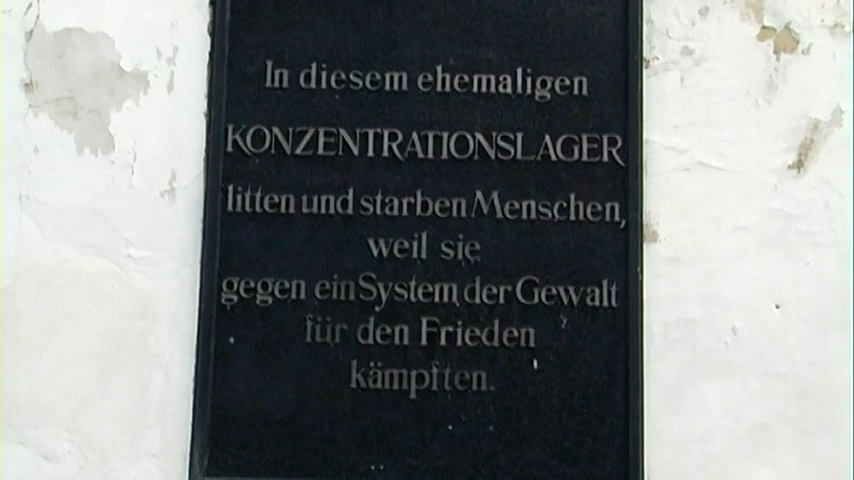 In diesem ehemaligen
KONZENTRATIONSLAGER
litten und starben Menschen,
weil sie
gegen ein System der Gewalt
für den Frieden
kämpften.